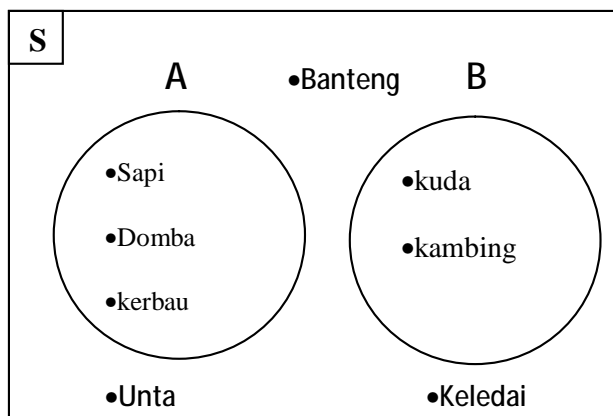 S
A •Banteng B
•Sapi
•Domba
•kerbau
•kuda
•kambing
•Unta •Keledai